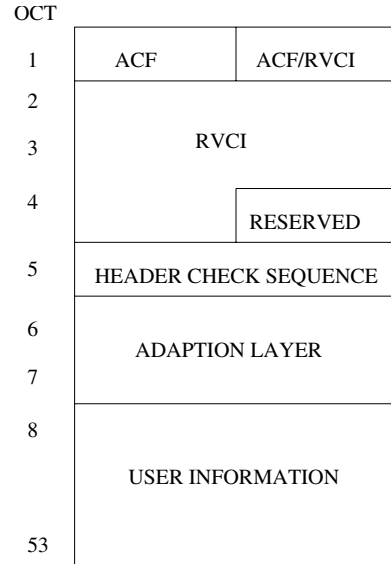 OCT
1 ACF ACF/RVCI
2
3 RVCI
4 RESERVED
5 HEADER CHECK SEQUENCE
6
ADAPTION LAYER
7
8
USER INFORMATION
53